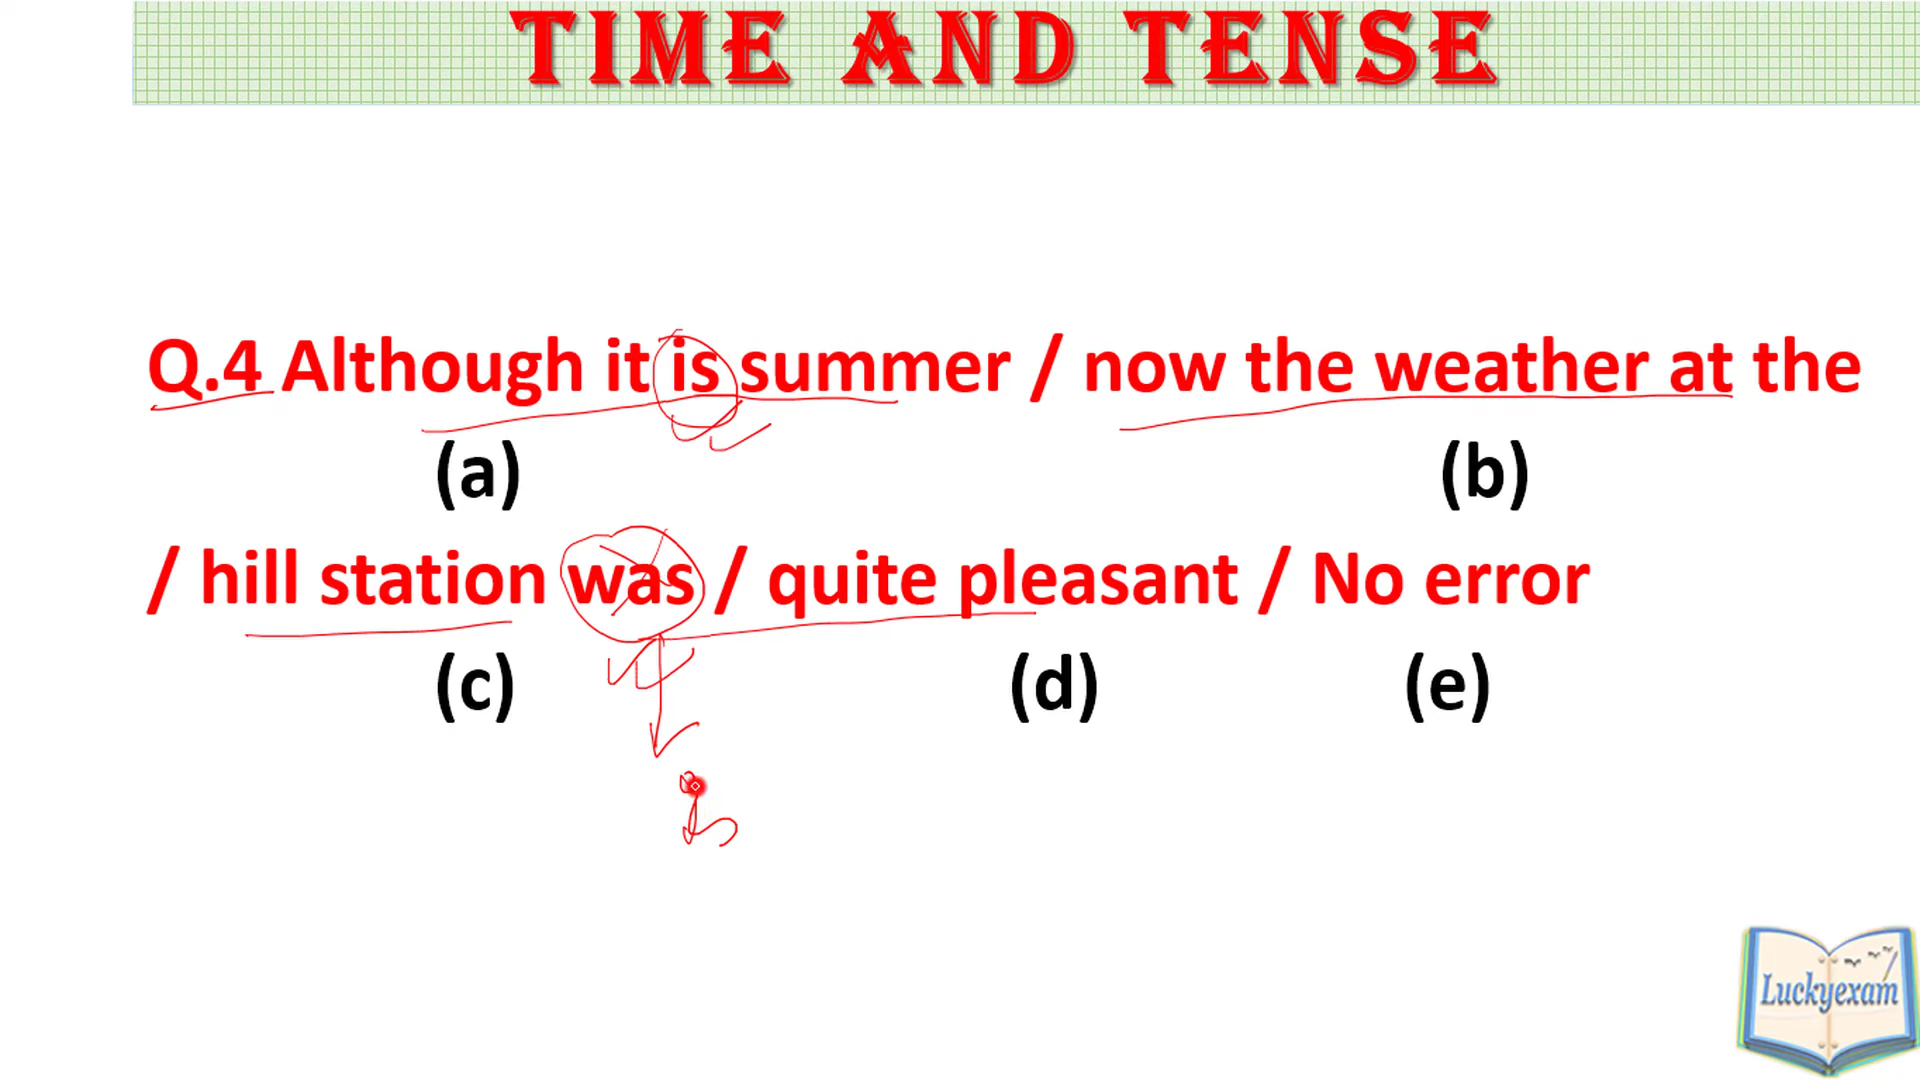 TIME AND TENSE
Q.4 Although it is summer / now the weather at the
(a) (b)
/ hill station was / quite pleasant / No error
(c) (d) (e)
Luckyexam